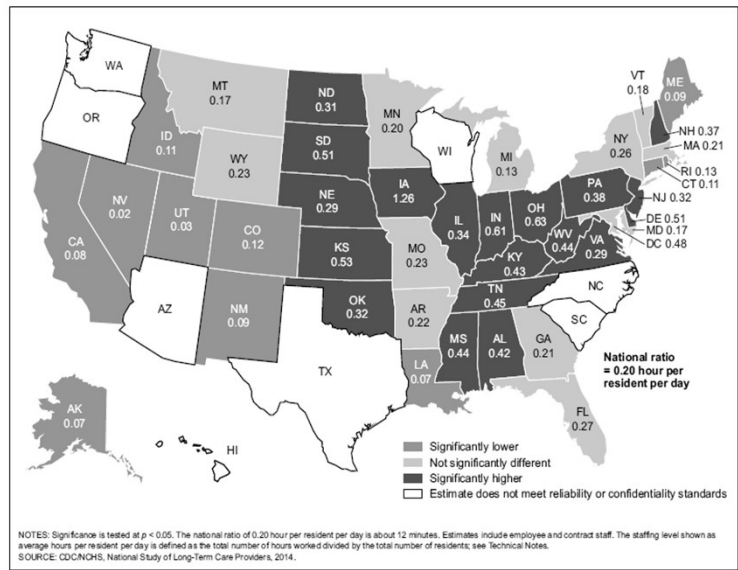 WA
OR
MT
0.17
ID
0.11
WY
0.23
NV
0.02
UT
0.03
CA
0.08
CO
0.12
AZ
NM
0.09
ND
0.31
SD
0.51
NE
0.29
KS
0.53
OK
0.32
TX
MN
0.20
IA
1.26
MO
0.23
AR
0.22
LA
0.07
WI
MI
0.13
IL
0.34
IN
0.61
OH
0.63
KY
0.43
TN
0.45
MS
0.44
AL
0.42
GA
0.21
FL
0.27
SC
NC
WV
0.44
VA
0.29
PA
0.38
NY
0.26
VT
0.18
ME
0.09
NH 0.37
MA 0.21
RI 0.13
CT 0.11
NJ 0.32
DE 0.51
MD 0.17
DC 0.48
AK
0.07
HI
National ratio
= 0.20 hour per
resident per day
Significantly lower
Not significantly different
Significantly higher
Estimate does not meet reliability or confidentiality standards
NOTES: Significance is tested at p < 0.05. The national ratio of 0.20 hour per resident per day is about 12 minutes. Estimates include employee and contract staff. The staffing level shown as
average hours per resident per day is defined as the total number of hours worked divided by the total number of residents; see Technical Notes.
SOURCE: CDC/NCHS, National Study of Long-Term Care Providers, 2014.